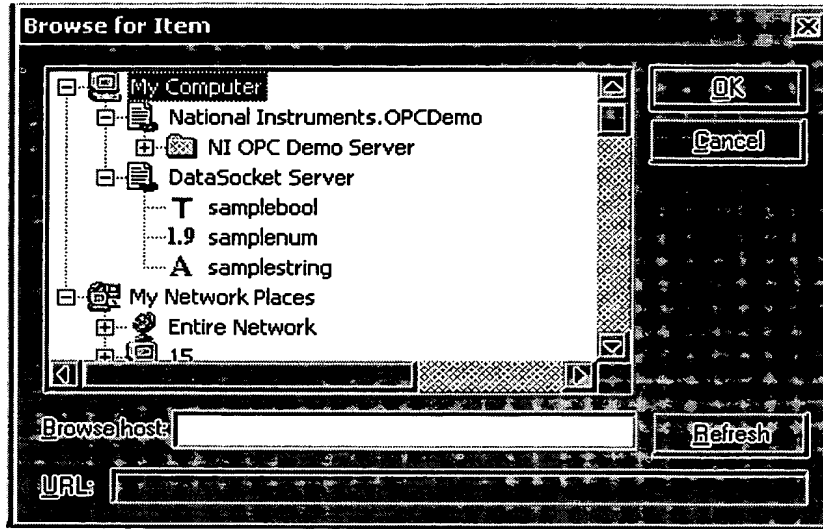 Browse for Item
My Computer
National Instruments.OPCDemo
NI OPC Demo Server
DataSocket Server
T samplebool
1.9 samplenum
A samplestring
My Network Places
Entire Network
15
OK
Cancel
Browse host:
Refresh
URL: